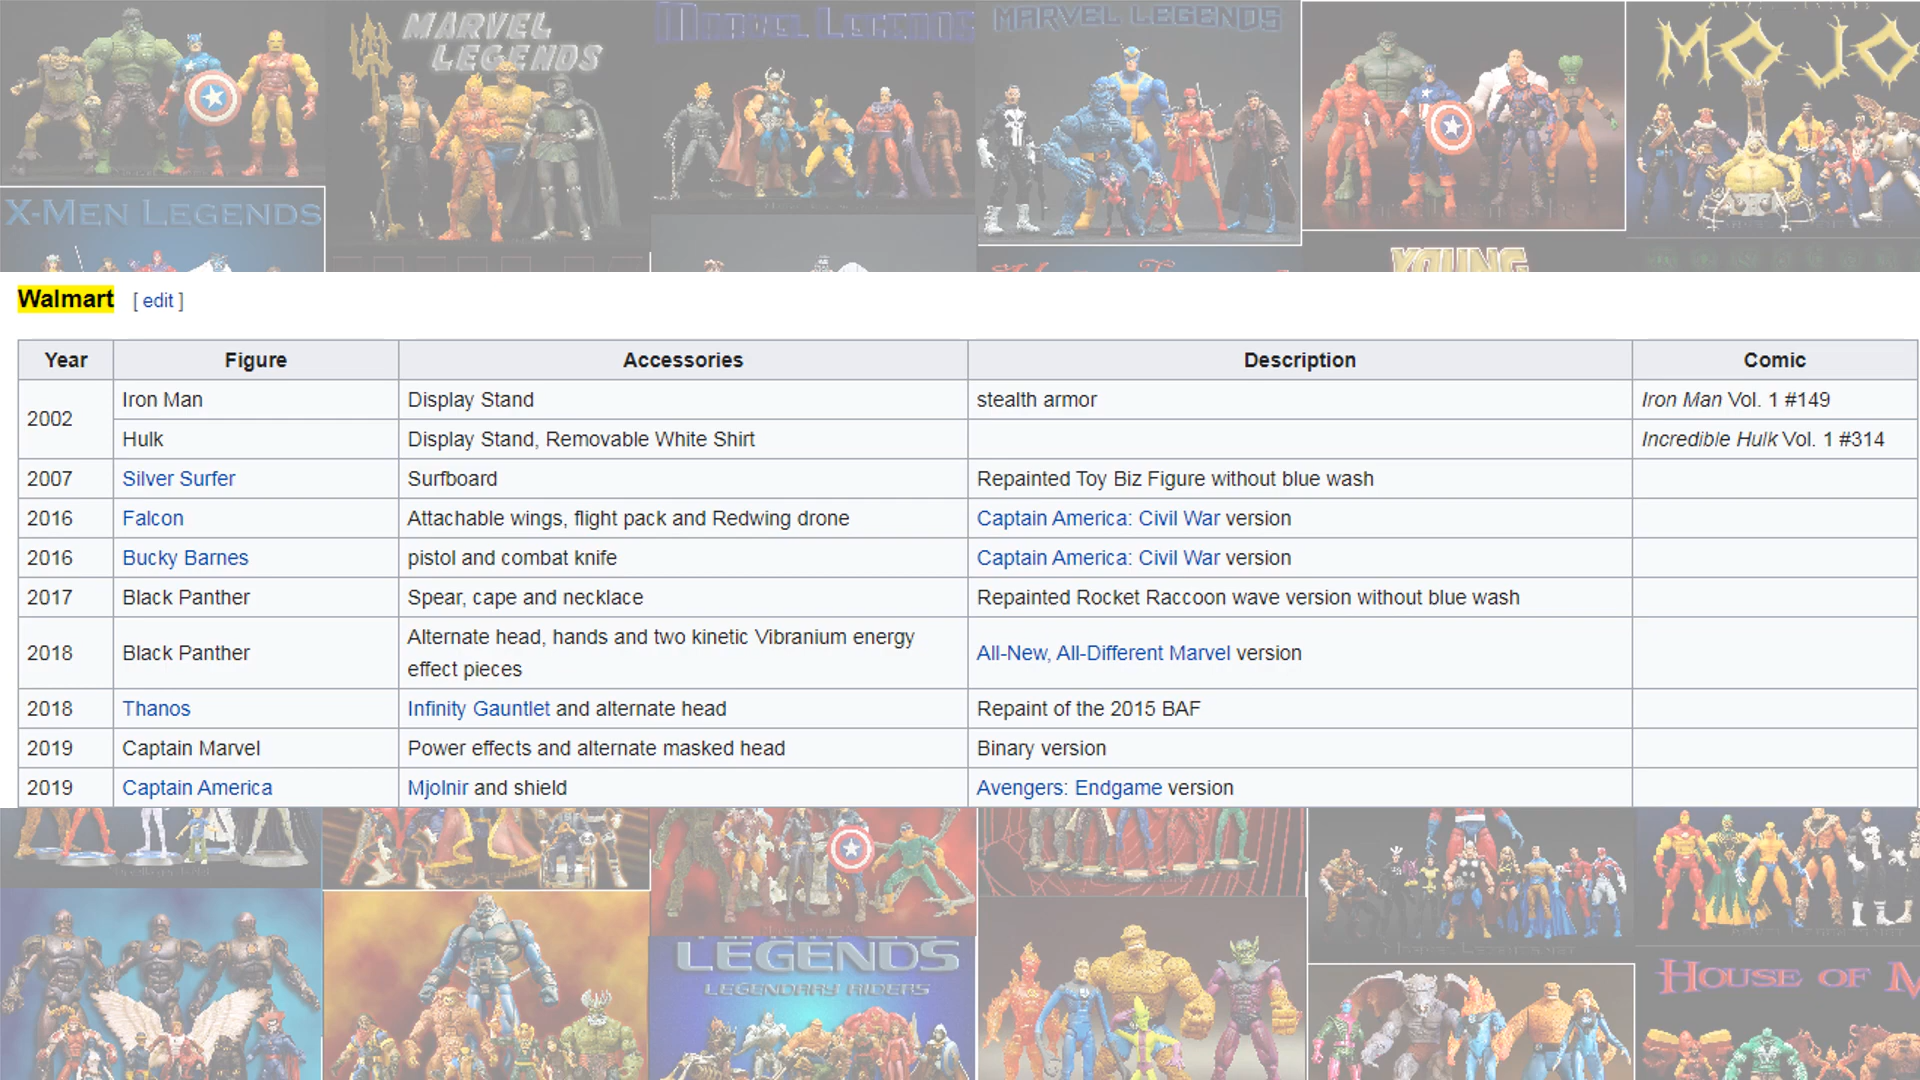 MARVEL
LEGENDS
MARVEL LEGENDS
MARVEL LEGENDS
MOJO
X-MEN LEGENDS
YOUNG
Walmart [ edit ]
Year Figure Accessories Description Comic
2002 Iron Man Display Stand stealth armor Iron Man Vol. 1 #149
Hulk Display Stand, Removable White Shirt Incredible Hulk Vol. 1 #314
2007 Silver Surfer Surfboard Repainted Toy Biz Figure without blue wash
2016 Falcon Attachable wings, flight pack and Redwing drone Captain America: Civil War version
2016 Bucky Barnes pistol and combat knife Captain America: Civil War version
2017 Black Panther Spear, cape and necklace Repainted Rocket Raccoon wave version without blue wash
2018 Black Panther Alternate head, hands and two kinetic Vibranium energy
effect pieces All-New, All-Different Marvel version
2018 Thanos Infinity Gauntlet and alternate head Repaint of the 2015 BAF
2019 Captain Marvel Power effects and alternate masked head Binary version
2019 Captain America Mjolnir and shield Avengers: Endgame version
LEGENDS
LEGENDARY RIDERS
HOUSE OF M